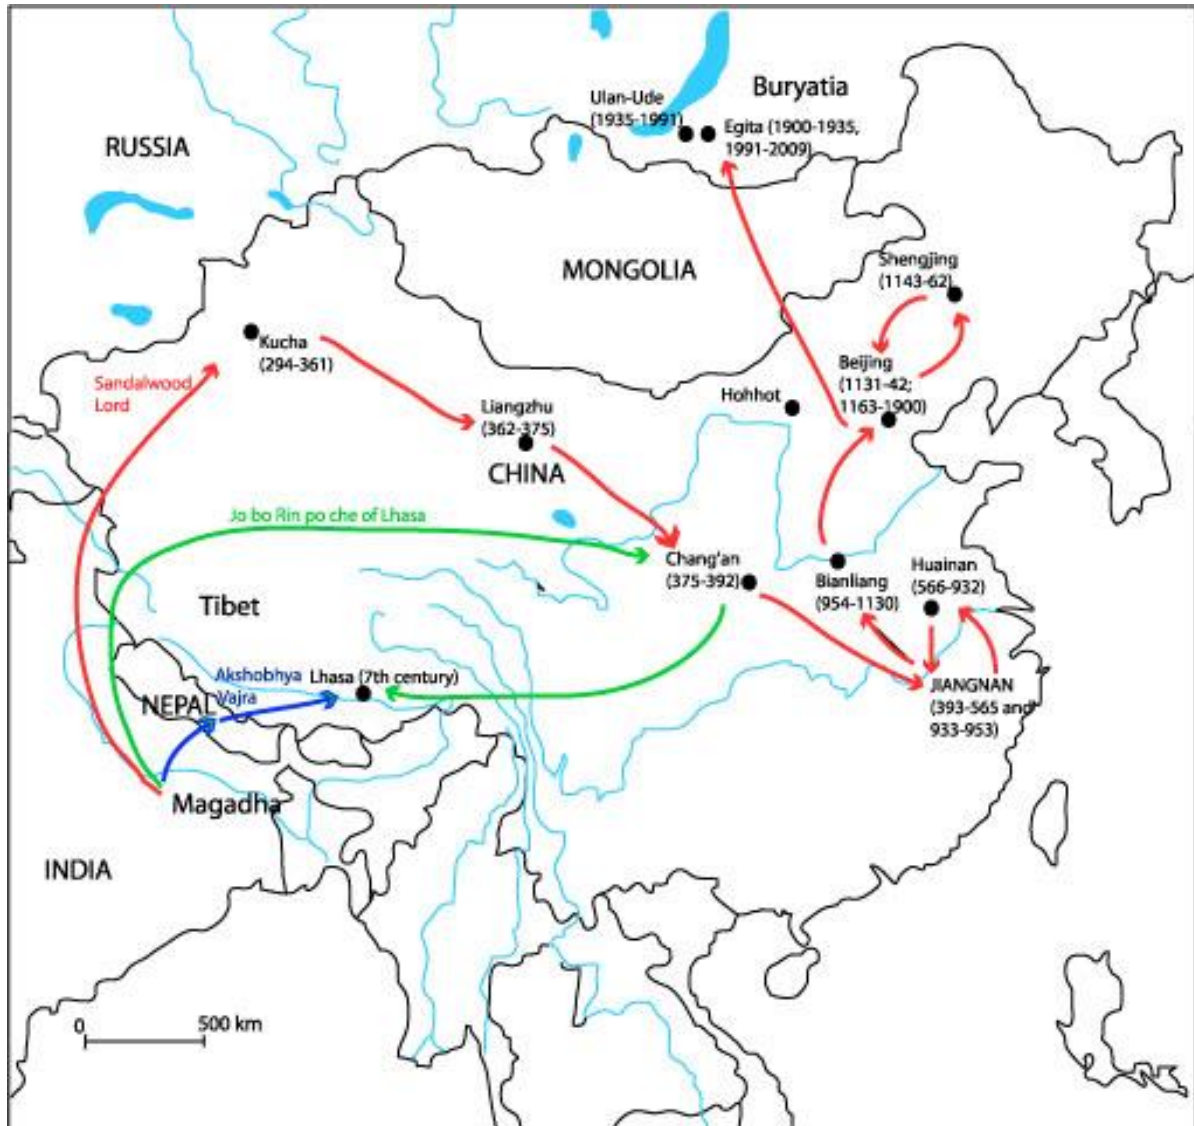 Buryatia
Ulan-Ude
(1935-1991)
Egita (1900-1935,
1991-2009)
RUSSIA
MONGOLIA
Shengjing
(1143-62)
Kucha
(294-361)
Beijing
(1131-42;
1163-1900)
Sandalwood
Lord
Hohhot
Liangzhu
(362-375)
CHINA
Jo bo Rin po che of Lhasa
Chang'an
(375-392)
Bianliang
(954-1130)
Huainan
(566-932)
Tibet
Akshobhya
Vajra
Lhasa (7th century)
NEPAL
JIANGNAN
(393-565 and
933-953)
Magadha
INDIA
0 500 km